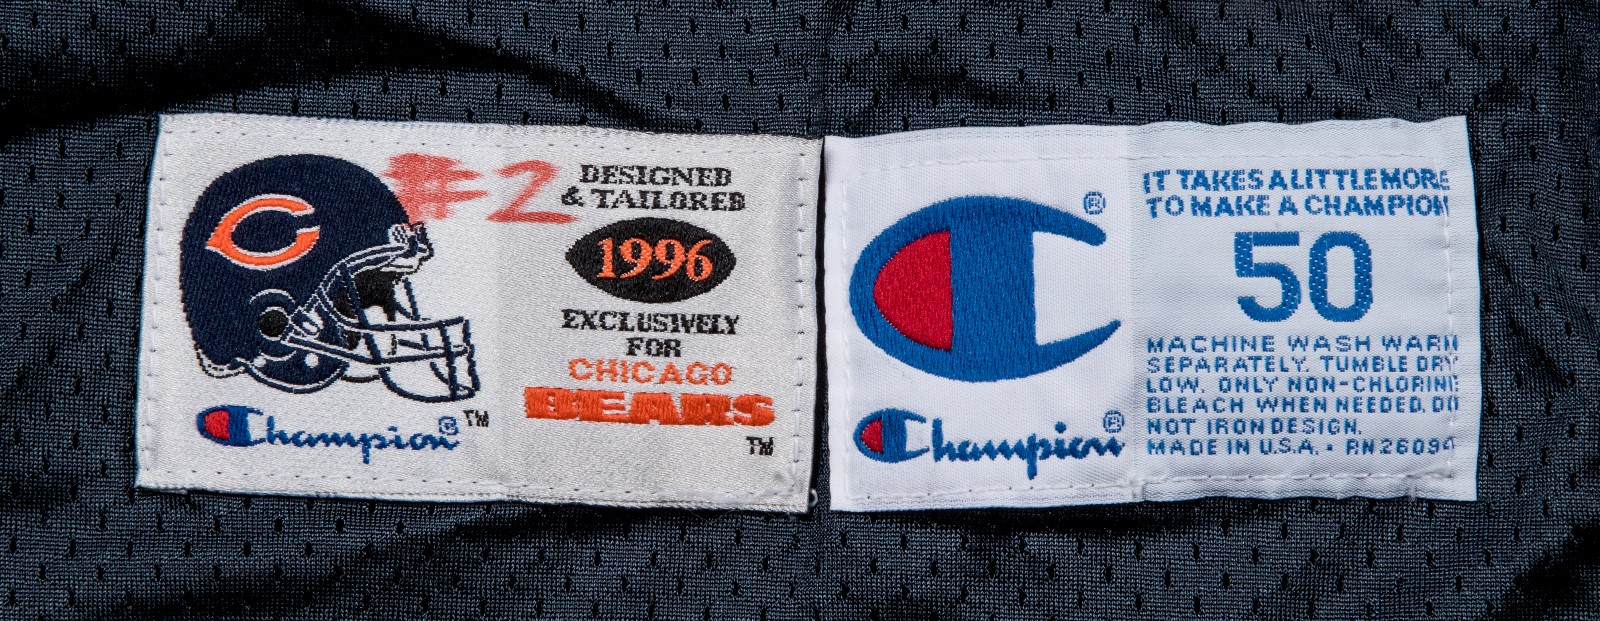 #2
DESIGNED
& TAILORED
1996
EXCLUSIVELY
FOR
CHICAGO
BEARS
TM
Champion® TM
IT TAKES A LITTLE MORE
TO MAKE A CHAMPION
®
50
MACHINE WASH WARM
SEPARATELY. TUMBLE DRY
LOW. ONLY NON-CHLORINE
BLEACH WHEN NEEDED. DO
NOT IRON DESIGN.
MADE IN U.S.A. • RN26094
Champion®